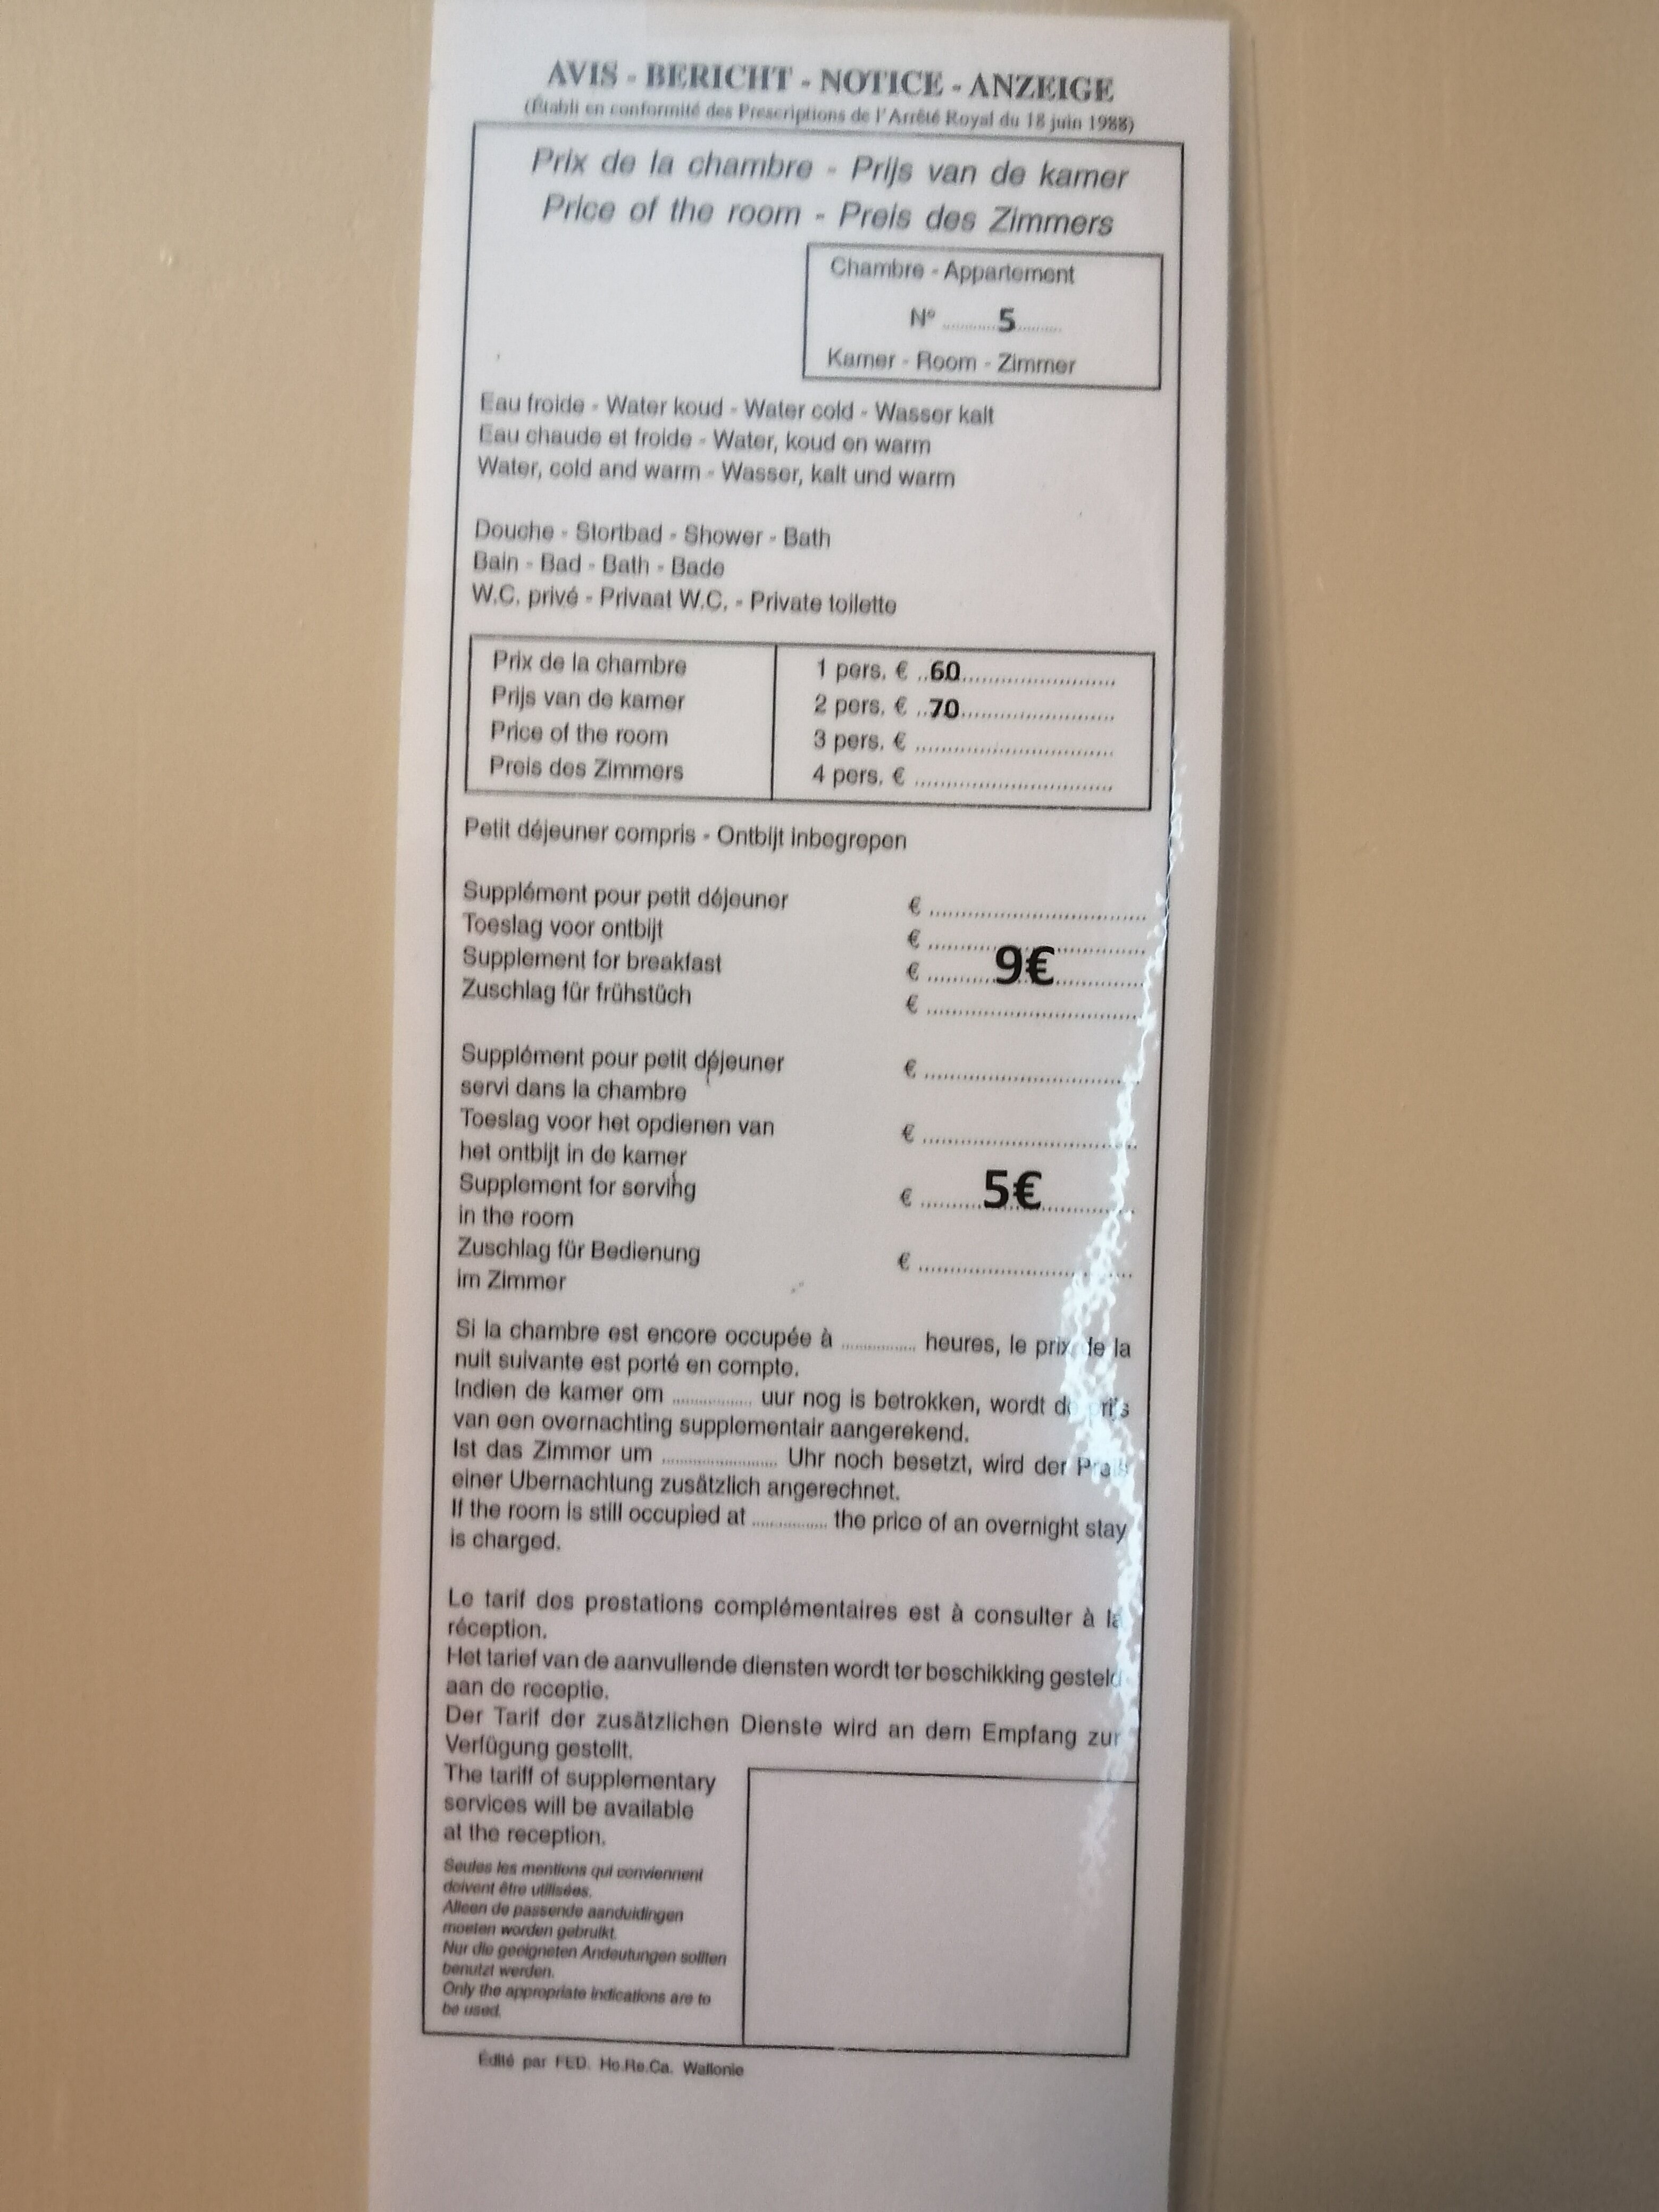 AVIS - BERICHT - NOTICE - ANZEIGE
(Établi en conformité des Prescriptions de l'Arrêté Royal du 18 juin 1988)
Prix de la chambre - Prijs van de kamer
Price of the room - Preis des Zimmers
Chambre - Appartement
N° ............5..........
Kamer - Room - Zimmer
Eau froide - Water koud - Water cold - Wasser kalt
Eau chaude et froide - Water, koud en warm
Water, cold and warm - Wasser, kalt und warm
Douche - Stortbad - Shower - Bath
Bain - Bad - Bath - Bade
W.C. privé - Privaat W.C. - Private toilette
Prix de la chambre 1 pers. € ..60..............................
Prijs van de kamer 2 pers. € ..70..............................
Price of the room 3 pers. € ......................................
Preis des Zimmers 4 pers. € ......................................
Petit déjeuner compris - Ontbijt inbegrepen
Supplément pour petit déjeuner € ..........................................
Toeslag voor ontbijt € ..........................................
Supplement for breakfast € ............9€..................
Zuschlag für frühstüch € ..........................................
Supplément pour petit déjeuner € ..........................................
servi dans la chambre
Toeslag voor het opdienen van € ..........................................
het ontbijt in de kamer
Supplement for serving € ...........5€..................
in the room
Zuschlag für Bedienung € ..........................................
im Zimmer
Si la chambre est encore occupée à ............... heures, le prix de la
nuit suivante est porté en compte.
Indien de kamer om ............... uur nog is betrokken, wordt de prijs
van een overnachting supplementair aangerekend.
Ist das Zimmer um ....................... Uhr noch besetzt, wird der Preis
einer Ubernachtung zusätzlich angerechnet.
If the room is still occupied at ............... the price of an overnight stay
is charged.
Le tarif des prestations complémentaires est à consulter à la
réception.
Het tarief van de aanvullende diensten wordt ter beschikking gesteld
aan de receptie.
Der Tarif der zusätzlichen Dienste wird an dem Empfang zur
Verfügung gestellt.
The tariff of supplementary
services will be available
at the reception.
Seules les mentions qui conviennent
doivent être utilisées.
Alleen de passende aanduidingen
moeten worden gebruikt.
Nur die geeigneten Andeutungen sollten
benutzt werden.
Only the appropriate indications are to
be used.
Édité par FED. Ho.Re.Ca. Wallonie